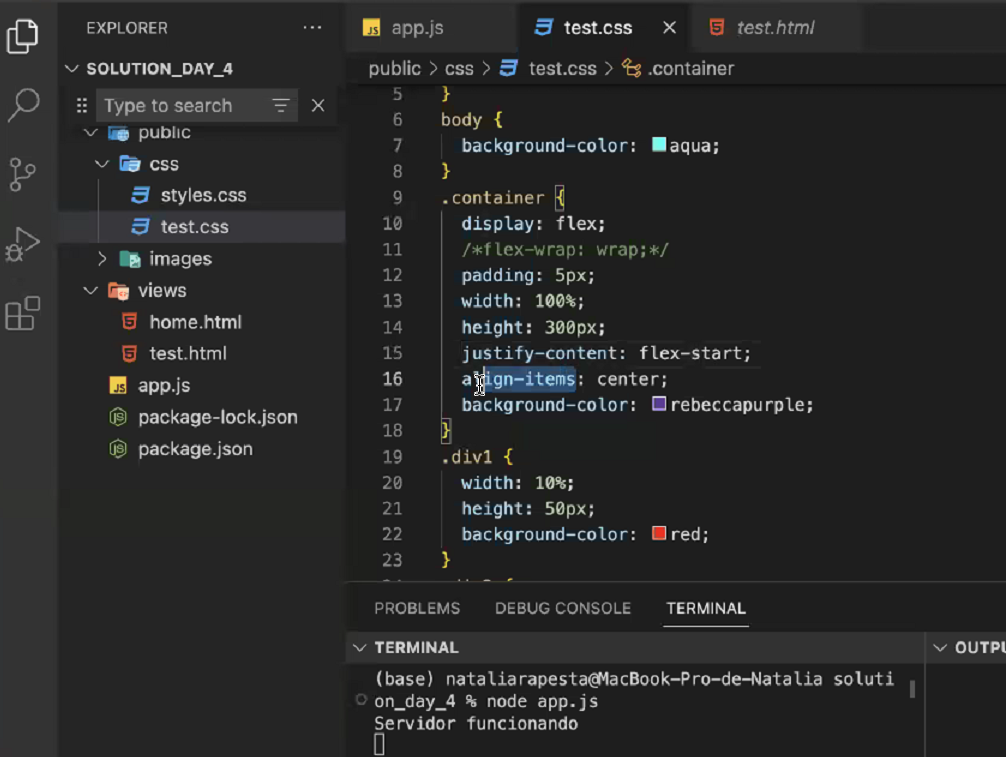 EXPLORER
SOLUTION_DAY_4
Type to search
public
css
styles.css
test.css
images
views
home.html
test.html
app.js
package-lock.json
package.json
JS app.js
test.css
test.html
public > css > test.css > .container
5 }
6 body {
7 background-color: aqua;
8 }
9 .container {
10 display: flex;
11 /*flex-wrap: wrap;*/
12 padding: 5px;
13 width: 100%;
14 height: 300px;
15 justify-content: flex-start;
16 align-items: center;
17 background-color: rebeccapurple;
18 }
19 .div1 {
20 width: 10%;
21 height: 50px;
22 background-color: red;
23 }
PROBLEMS DEBUG CONSOLE TERMINAL
TERMINAL
OUTPU
(base) nataliarapesta@MacBook-Pro-de-Natalia soluti
on_day_4 % node app.js
Servidor funcionando